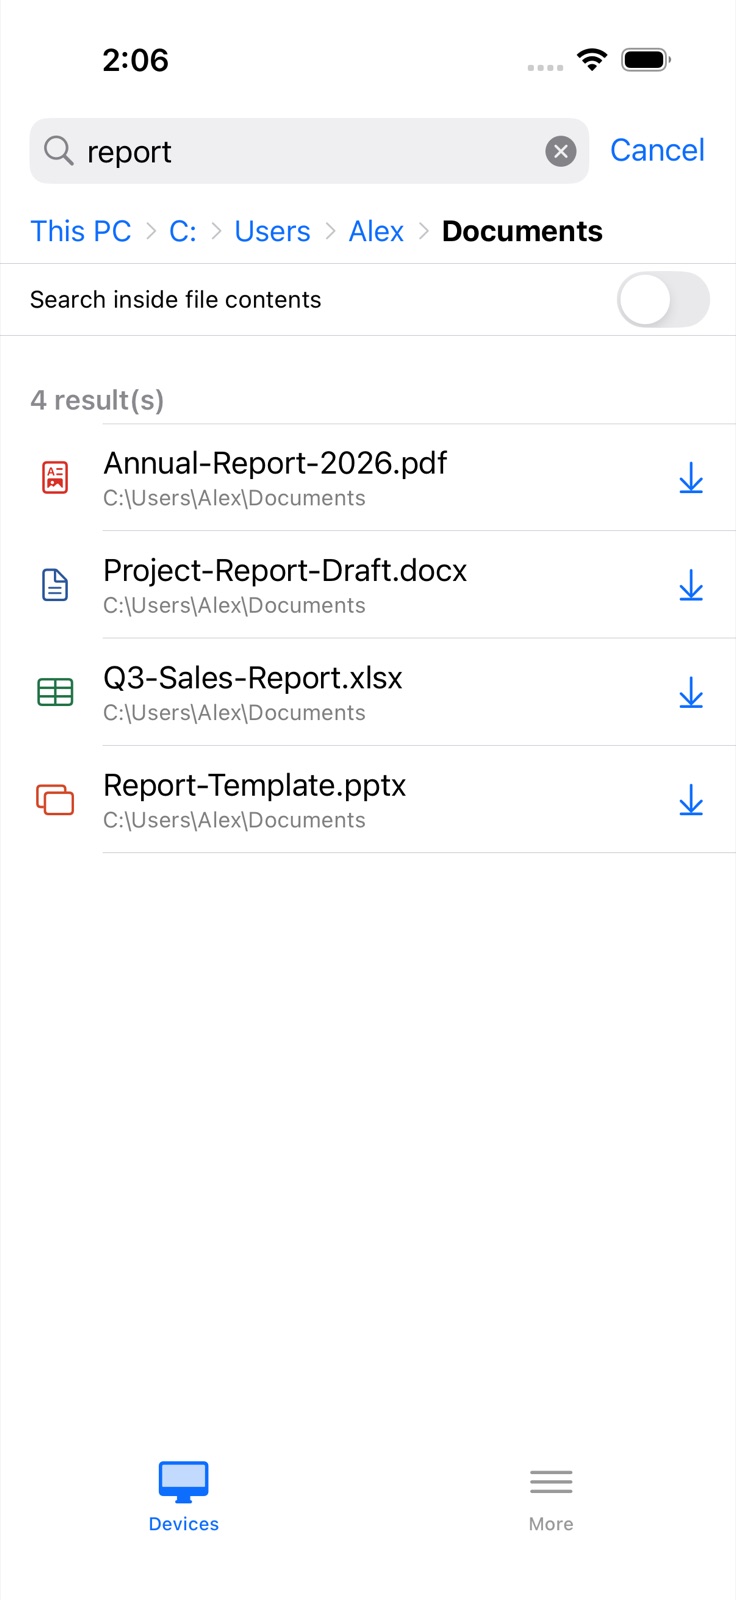 2:06
report
Cancel
This PC > C: > Users > Alex > Documents
Search inside file contents
4 result(s)
Annual-Report-2026.pdf
C:\Users\Alex\Documents
Project-Report-Draft.docx
C:\Users\Alex\Documents
Q3-Sales-Report.xlsx
C:\Users\Alex\Documents
Report-Template.pptx
C:\Users\Alex\Documents
Devices
More